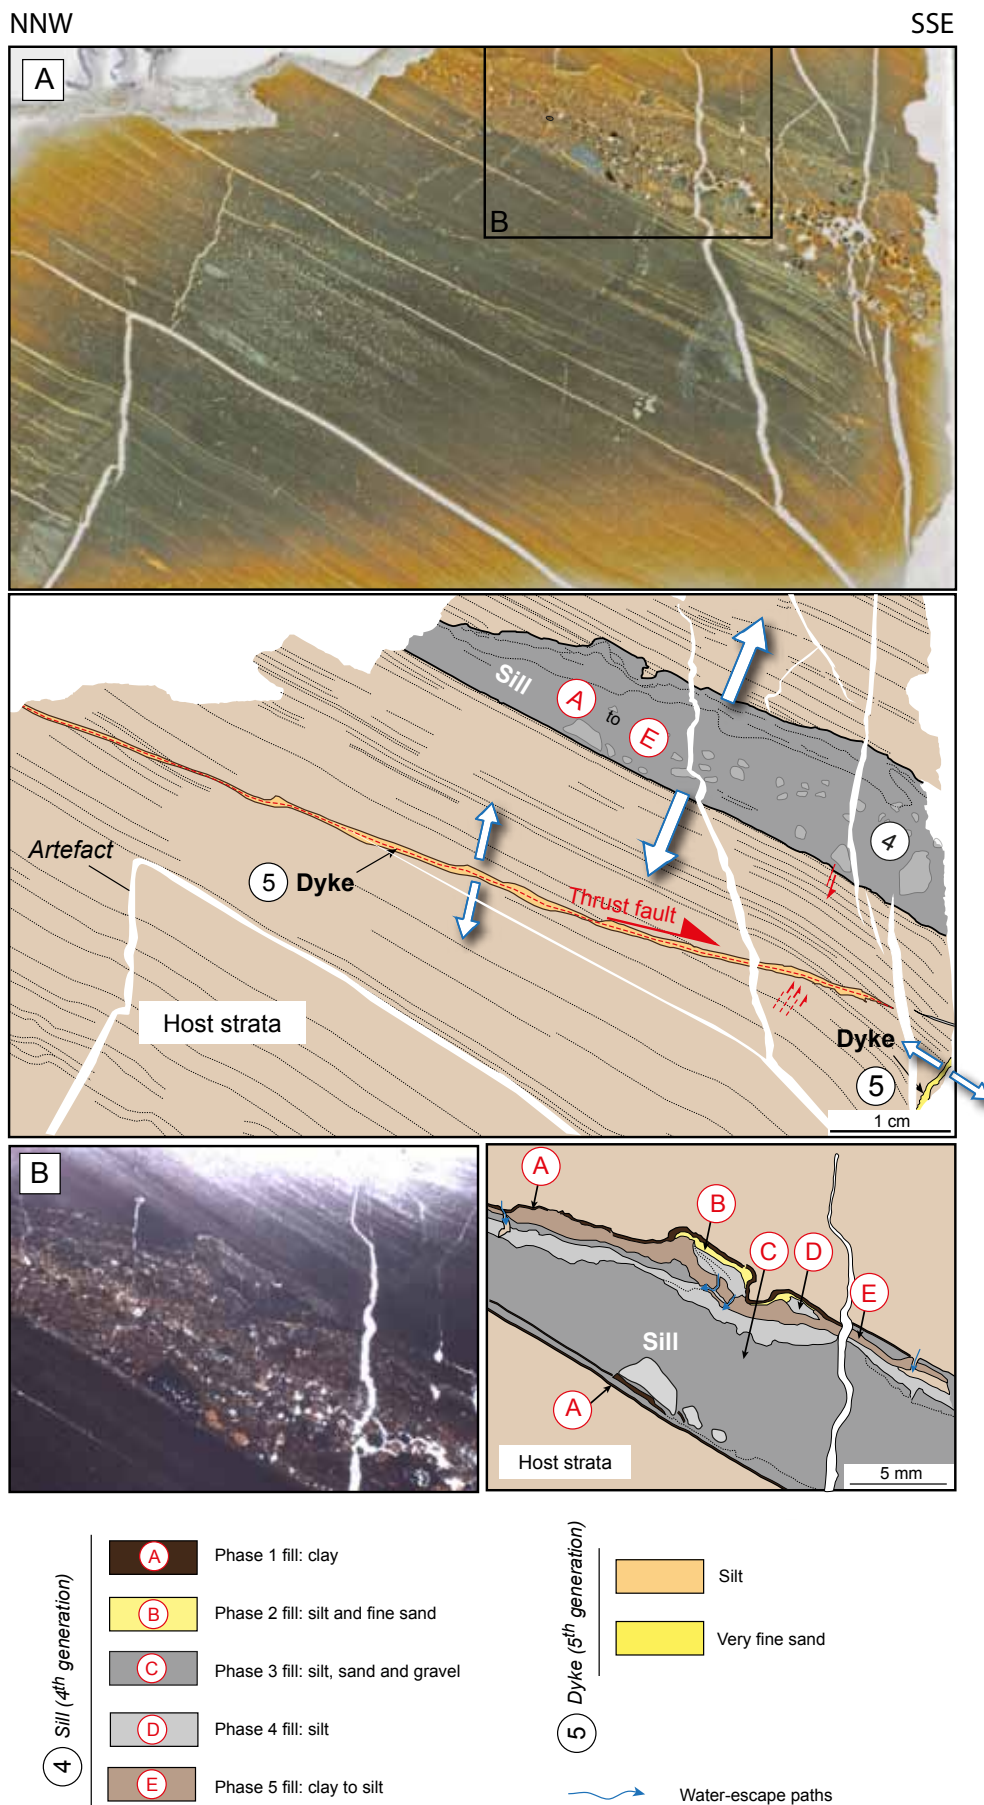 NNW SSE
A
B
Sill
A
to
E
4
Artefact
5 Dyke
Thrust fault
Host strata
Dyke
5
1 cm
B
A
B
C
D
E
Sill
A
Host strata
5 mm
4 Sill (4th generation)
A Phase 1 fill: clay
B Phase 2 fill: silt and fine sand
C Phase 3 fill: silt, sand and gravel
D Phase 4 fill: silt
E Phase 5 fill: clay to silt
5 Dyke (5th generation)
Silt
Very fine sand
Water-escape paths